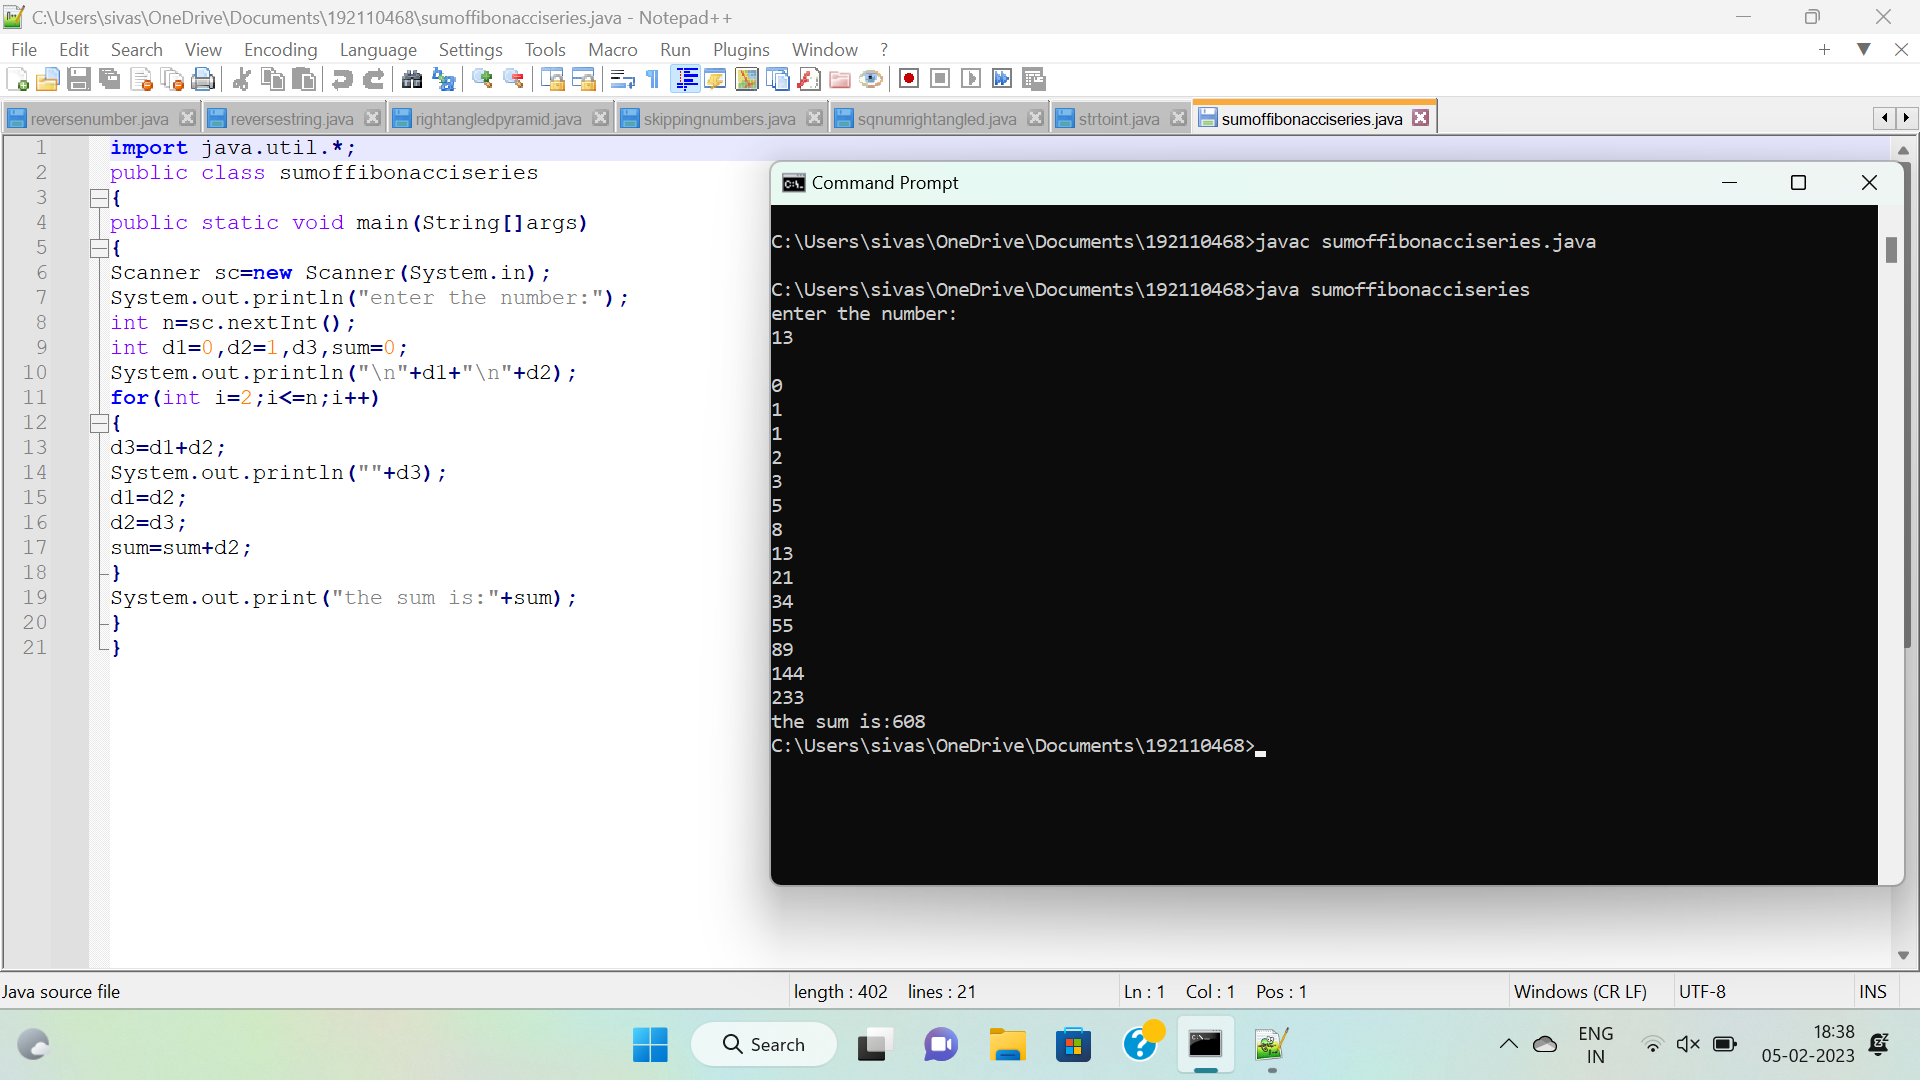 C:\Users\sivas\OneDrive\Documents\192110468\sumoffibonacciseries.java - Notepad++
File Edit Search View Encoding Language Settings Tools Macro Run Plugins Window ?
reversenumber.java reversestring.java rightangledpyramid.java skippingnumbers.java sqnumrightangled.java strtoint.java sumoffibonacciseries.java
1 import java.util.*;
2 public class sumoffibonacciseries
3 {
4 public static void main(String[]args)
5 {
6 Scanner sc=new Scanner(System.in);
7 System.out.println("enter the number:");
8 int n=sc.nextInt();
9 int d1=0,d2=1,d3,sum=0;
10 System.out.println("\n"+d1+"\n"+d2);
11 for(int i=2;i<=n;i++)
12 {
13 d3=d1+d2;
14 System.out.println(""+d3);
15 d1=d2;
16 d2=d3;
17 sum=sum+d2;
18 }
19 System.out.print("the sum is:"+sum);
20 }
21 }
Command Prompt
C:\Users\sivas\OneDrive\Documents\192110468>javac sumoffibonacciseries.java
C:\Users\sivas\OneDrive\Documents\192110468>java sumoffibonacciseries
enter the number:
13
0
1
1
2
3
5
8
13
21
34
55
89
144
233
the sum is:608
C:\Users\sivas\OneDrive\Documents\192110468>
Java source file length : 402 lines : 21 Ln : 1 Col : 1 Pos : 1 Windows (CR LF) UTF-8 INS
Search
ENG
IN
18:38
05-02-2023